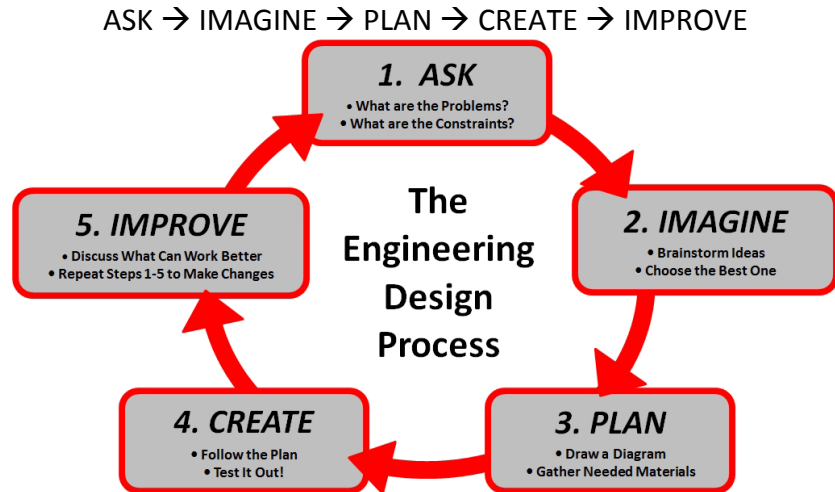 ASK → IMAGINE → PLAN → CREATE → IMPROVE
1. ASK
• What are the Problems?
• What are the Constraints?
2. IMAGINE
• Brainstorm Ideas
• Choose the Best One
3. PLAN
• Draw a Diagram
• Gather Needed Materials
4. CREATE
• Follow the Plan
• Test It Out!
5. IMPROVE
• Discuss What Can Work Better
• Repeat Steps 1-5 to Make Changes
The
Engineering
Design
Process